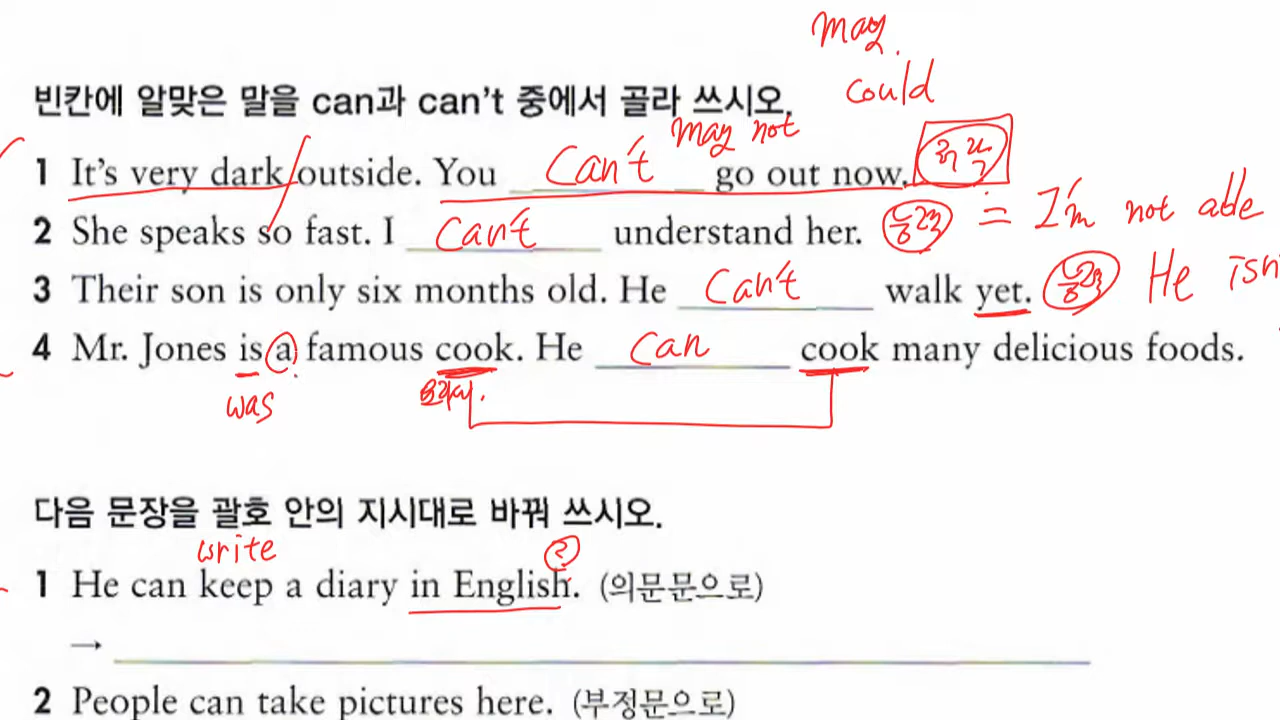 may.
could
빈칸에 알맞은 말을 can과 can't 중에서 골라 쓰시오.
may not
1 It's very dark outside. You can't go out now. 허락
2 She speaks so fast. I can't understand her. 능력 = I'm not able
3 Their son is only six months old. He can't walk yet. 능력 He isn
4 Mr. Jones is a famous cook. He can cook many delicious foods.
was 요리사.
다음 문장을 괄호 안의 지시대로 바꿔 쓰시오.
write ?
1 He can keep a diary in English. (의문문으로)
→
2 People can take pictures here. (부정문으로)